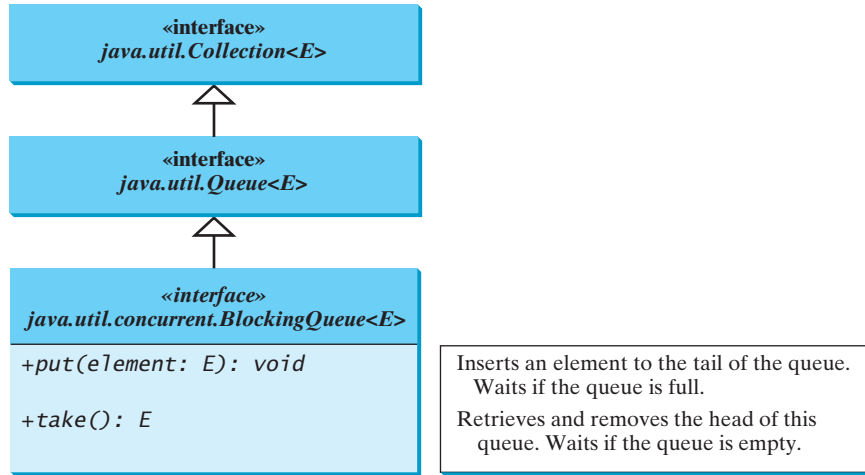 «interface»
java.util.Collection<E>
«interface»
java.util.Queue<E>
«interface»
java.util.concurrent.BlockingQueue<E>
+put(element: E): void
+take(): E
Inserts an element to the tail of the queue.
Waits if the queue is full.
Retrieves and removes the head of this
queue. Waits if the queue is empty.